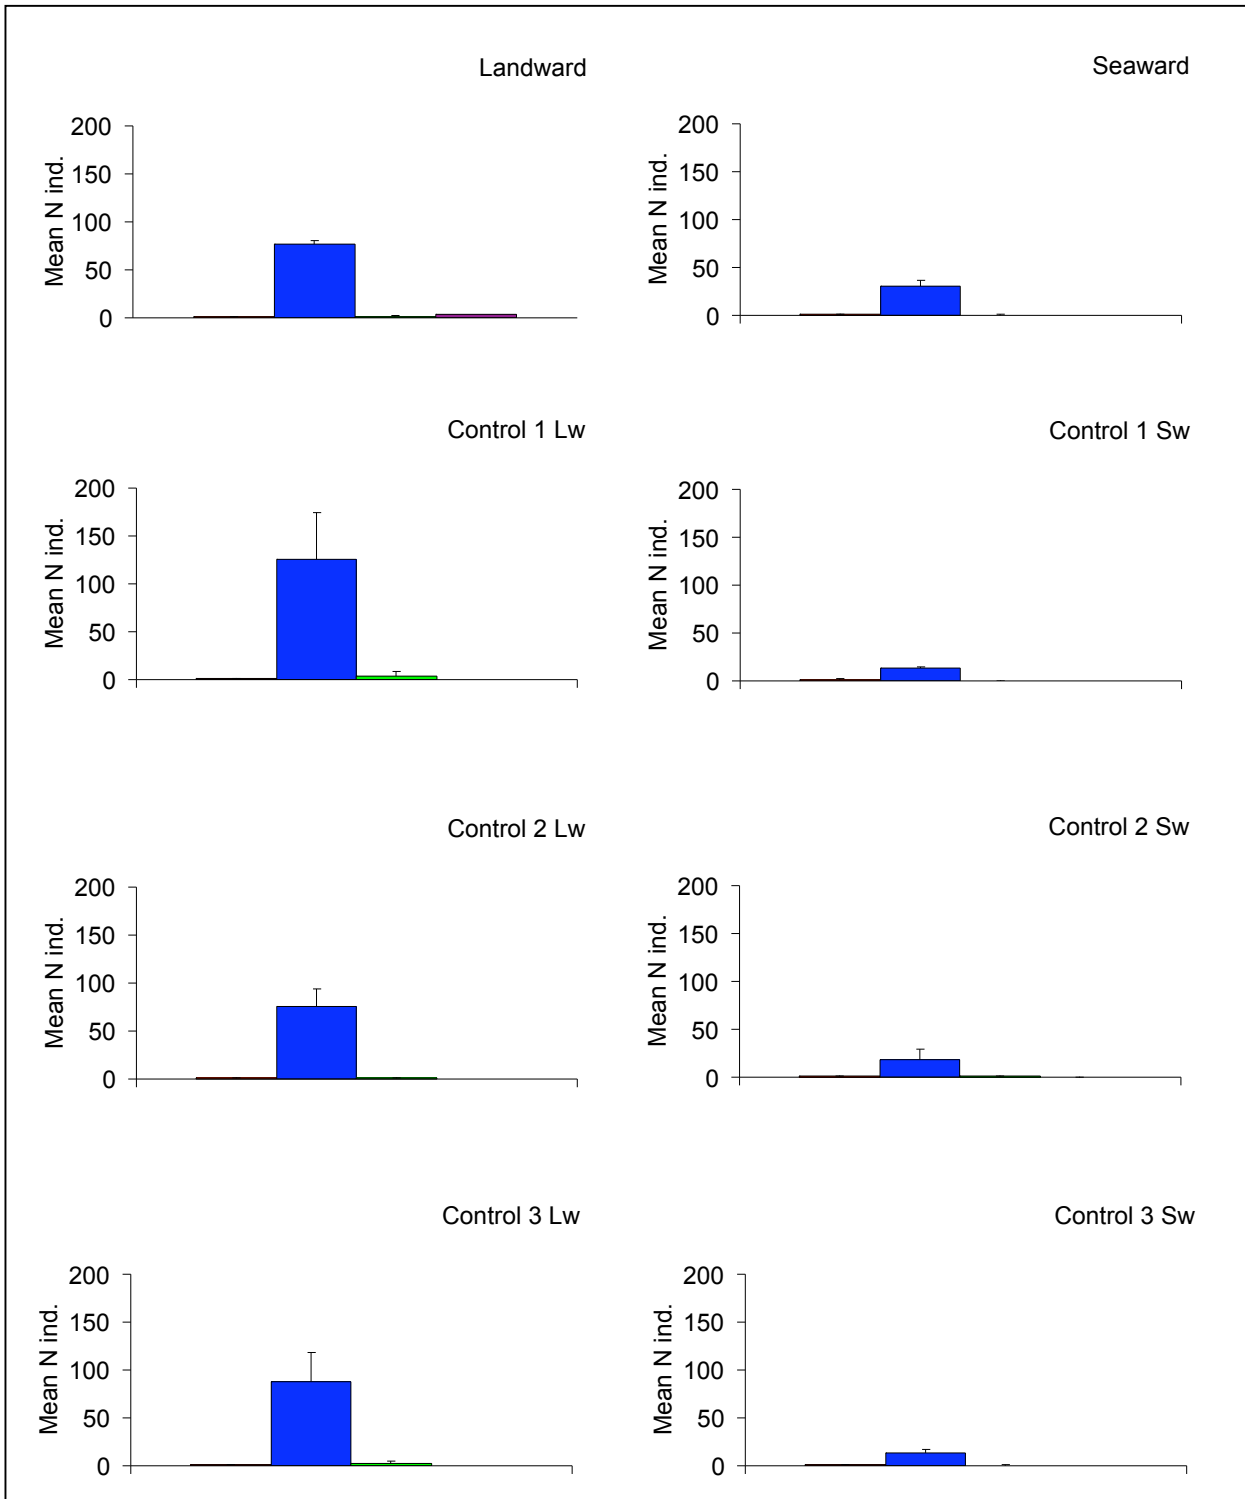 Landward
200
150
100
50
0
Mean N ind.
Seaward
200
150
100
50
0
Mean N ind.
Control 1 Lw
200
150
100
50
0
Mean N ind.
Control 1 Sw
200
150
100
50
0
Mean N ind.
Control 2 Lw
200
150
100
50
0
Mean N ind.
Control 2 Sw
200
150
100
50
0
Mean N ind.
Control 3 Lw
200
150
100
50
0
Mean N ind.
Control 3 Sw
200
150
100
50
0
Mean N ind.